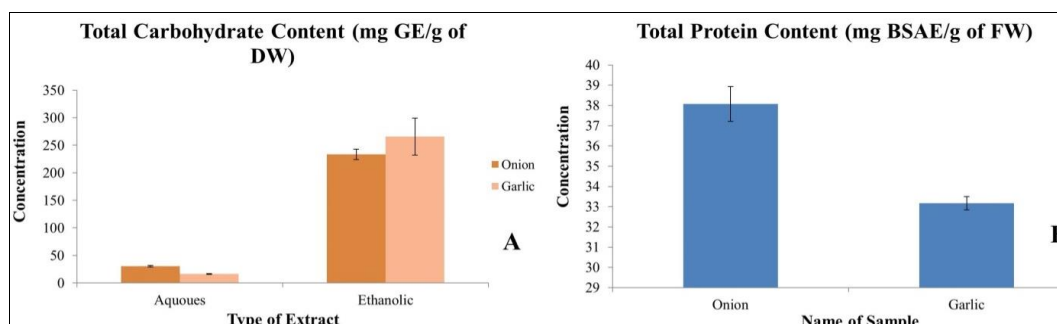 Total Carbohydrate Content (mg GE/g of
DW)
Concentration
350
300
250
200
150
100
50
0
Aquoues
Ethanolic
Type of Extract
Onion
Garlic
A
Total Protein Content (mg BSAE/g of FW)
Concentration
40
39
38
37
36
35
34
33
32
31
30
29
Onion
Garlic
Name of Sample